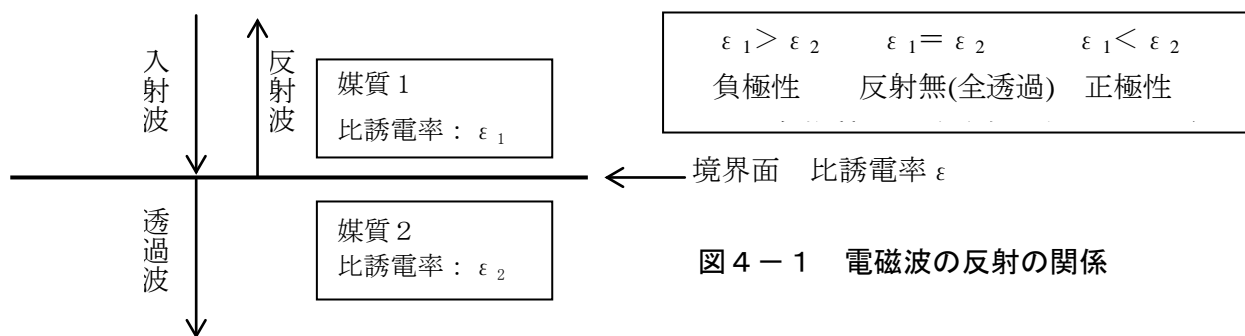 入射波
反射波
媒質１
比誘電率：ε₁
ε₁＞ε₂　ε₁＝ε₂　ε₁＜ε₂
負極性　反射無(全透過)　正極性
境界面　比誘電率ε
透過波
媒質２
比誘電率：ε₂
図４－１　電磁波の反射の関係